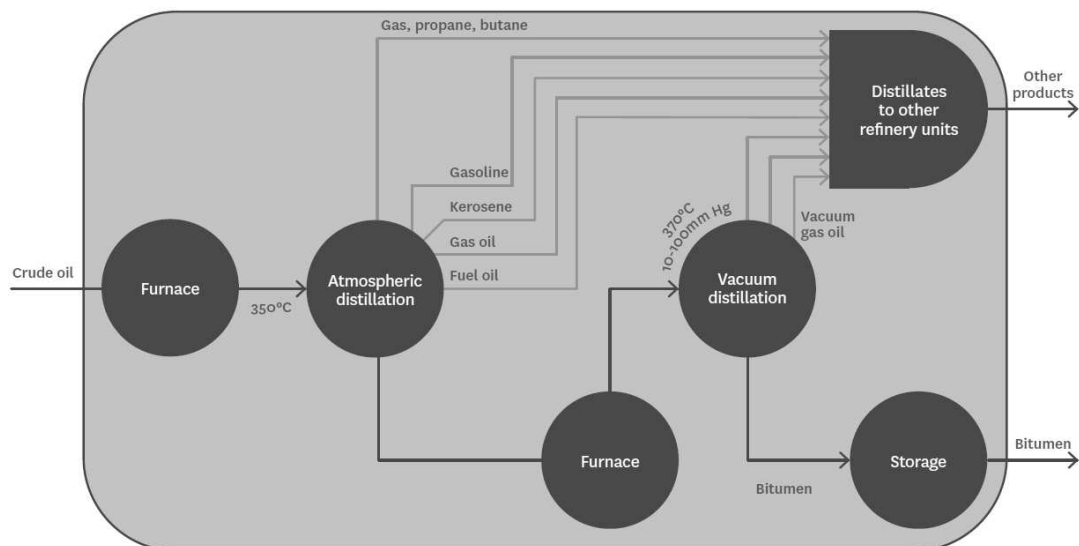 Gas, propane, butane
Distillates
to other
refinery units
Other
products
Gasoline
Kerosene
Gas oil
Fuel oil
370°C
10-100mm Hg
Vacuum
gas oil
Crude oil
Furnace
350°C
Atmospheric
distillation
Vacuum
distillation
Furnace
Bitumen
Storage
Bitumen